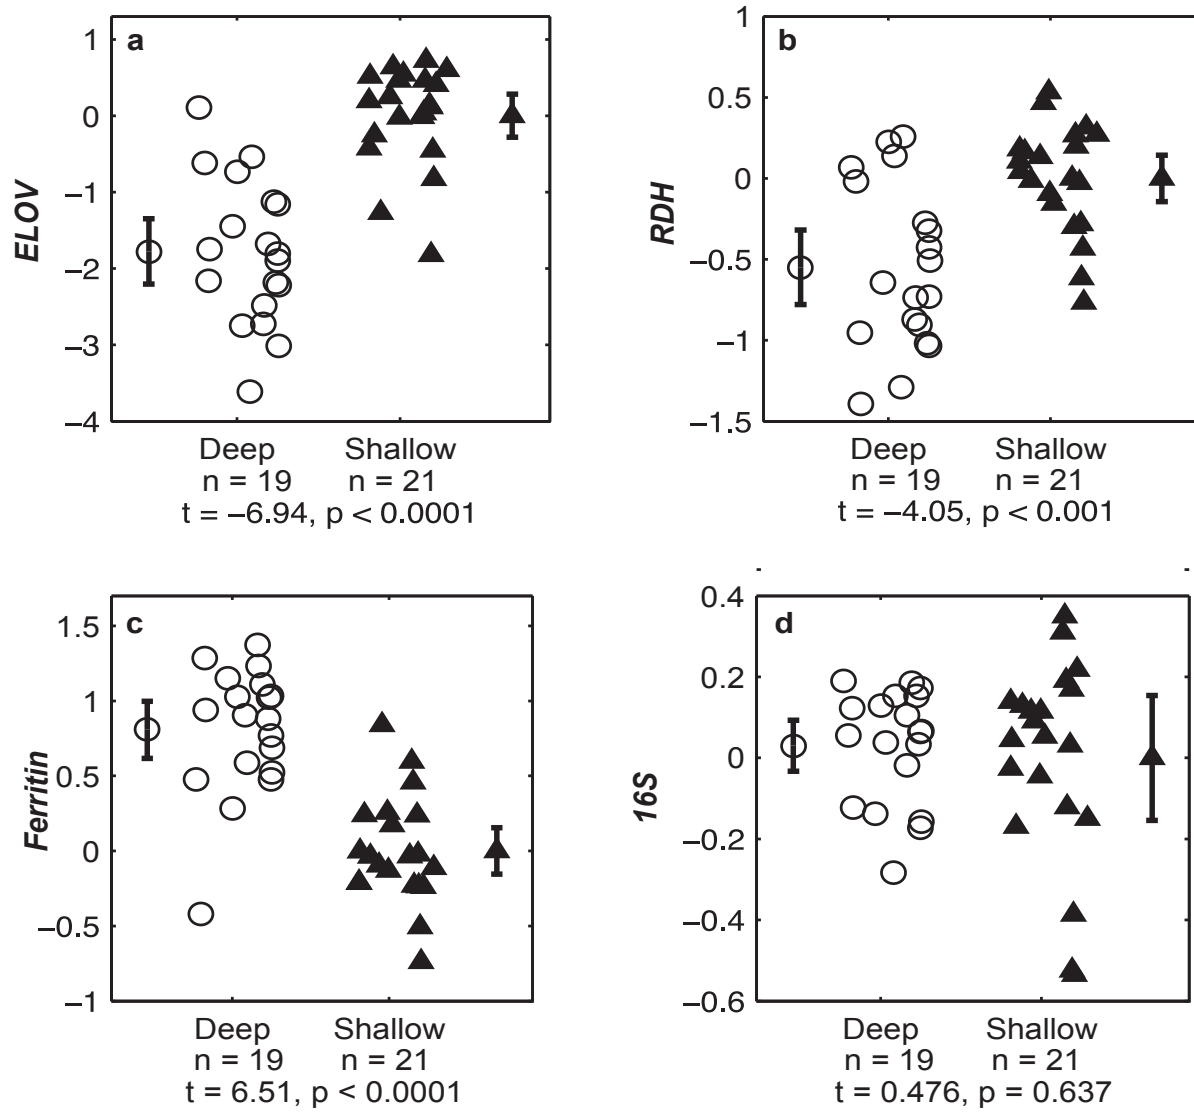 a
ELOV
1
0
−1
−2
−3
−4
Deep Shallow
n = 19 n = 21
t = −6.94, p < 0.0001
b
RDH
1
0.5
0
−0.5
−1
−1.5
Deep Shallow
n = 19 n = 21
t = −4.05, p < 0.001
c
Ferritin
1.5
1
0.5
0
−0.5
−1
Deep Shallow
n = 19 n = 21
t = 6.51, p < 0.0001
d
16S
0.4
0.2
0
−0.2
−0.4
−0.6
Deep Shallow
n = 19 n = 21
t = 0.476, p = 0.637